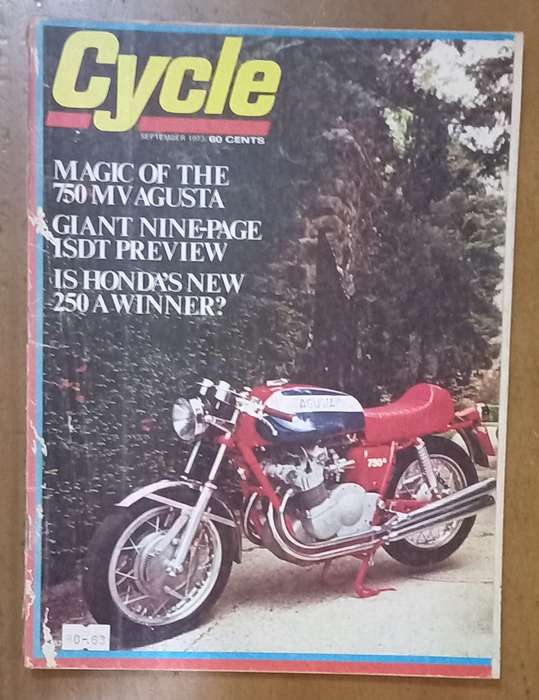 Cycle
SEPTEMBER 1973/60 CENTS
MAGIC OF THE
750 MV AGUSTA
GIANT NINE-PAGE
ISDT PREVIEW
IS HONDA'S NEW
250 A WINNER?
AGUSTA
750 S